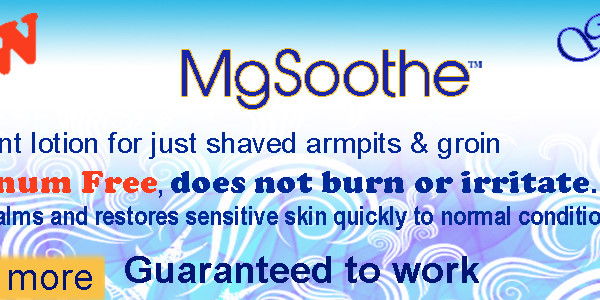 N
MgSoothe™
nt lotion for just shaved armpits & groin
num Free, does not burn or irritate.
alms and restores sensitive skin quickly to normal conditio
more
Guaranteed to work